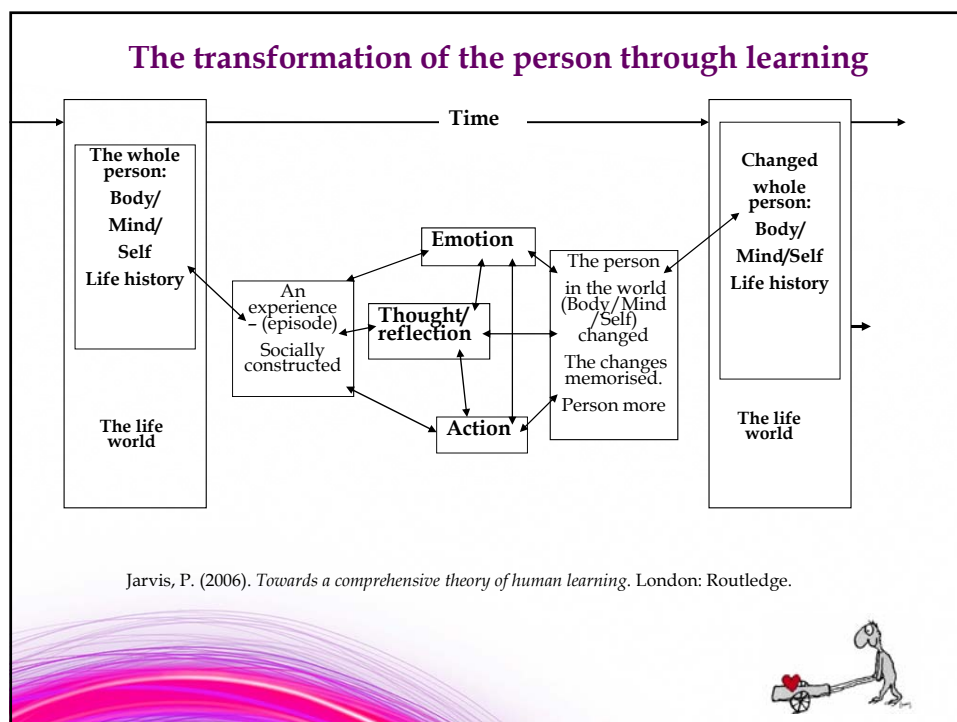 The transformation of the person through learning
Time
The whole
person:
Body/
Mind/
Self
Life history
The life
world
An
experience
– (episode)
Socially
constructed
Emotion
Thought/
reflection
Action
The person
in the world
(Body/Mind
/Self)
changed
The changes
memorised.
Person more
Changed
whole
person:
Body/
Mind/Self
Life history
The life
world
Jarvis, P. (2006). Towards a comprehensive theory of human learning. London: Routledge.